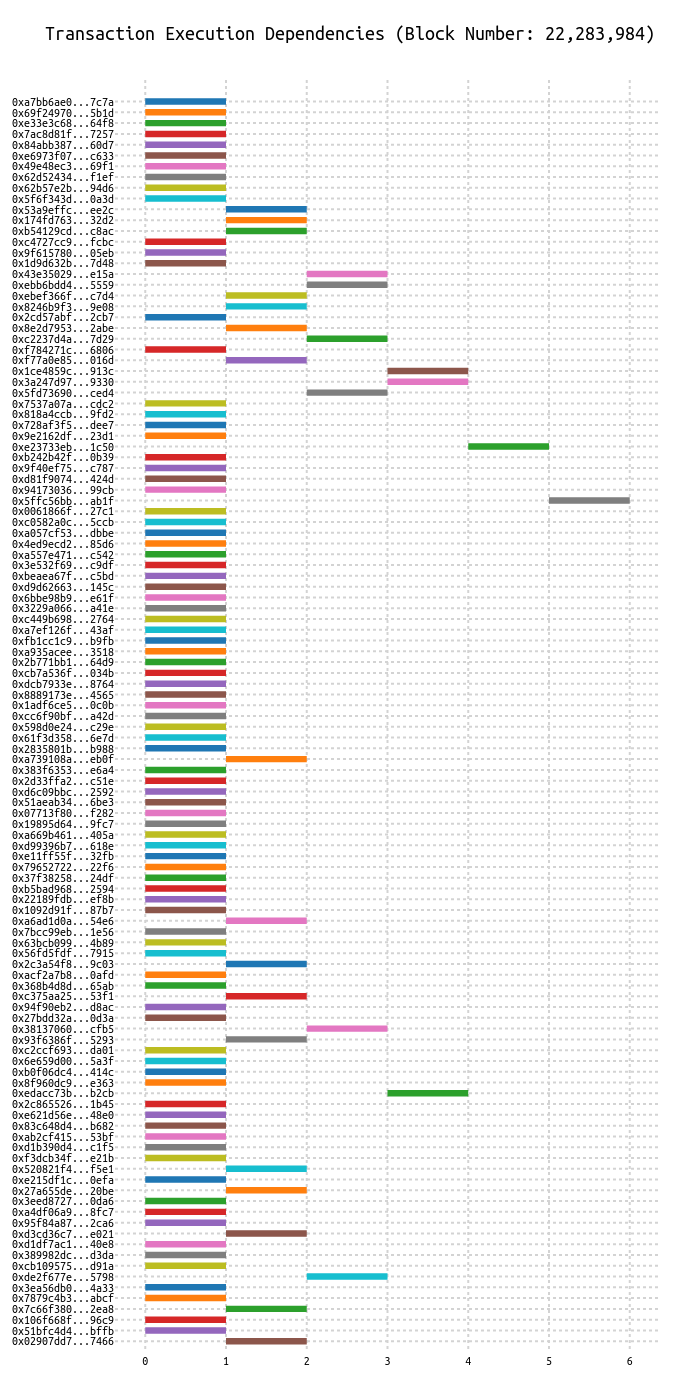 Transaction Execution Dependencies (Block Number: 22,283,984)
0xa7bb6ae0...7c7a
0x69f24970...5b1d
0xe33e3c68...64f8
0x7ac8d81f...7257
0x84abb387...60d7
0xe6973f07...c633
0x49e48ec3...69f1
0x62d52434...f1ef
0x62b57e2b...94d6
0x5f6f343d...0a3d
0x53a9effc...ee2c
0x174fd763...32d2
0xb54129cd...c8ac
0xc4727cc9...fcbc
0x9f615780...05eb
0x1d9d632b...7d48
0x43e35029...e15a
0xebb6bdd4...5559
0xebef366f...c7d4
0x8246b9f3...9e08
0x2cd57abf...2cb7
0x8e2d7953...2abe
0xc2237d4a...7d29
0xf784271c...6806
0xf77a0e85...016d
0x1ce4859c...913c
0x3a247d97...9330
0x5fd73690...ced4
0x7537a07a...cdc2
0x818a4ccb...9fd2
0x728af3f5...dee7
0x9e2162df...23d1
0xe23733eb...1c50
0xb242b42f...0b39
0x9f40ef75...c787
0xd81f9074...424d
0x94173036...99cb
0x5ffc56bb...ab1f
0x0061866f...27c1
0xc0582a0c...5ccb
0xa057cf53...dbbe
0x4ed9ecd2...85d6
0xa557e471...c542
0x3e532f69...c9df
0xbeaea67f...c5bd
0xd9d62663...145c
0x6bbe98b9...e61f
0x3229a066...a41e
0xc449b698...2764
0xa7ef126f...43af
0xfb1cc1c9...b9fb
0xa935acee...3518
0x2b771bb1...64d9
0xcb7a536f...034b
0xdcb7933e...8764
0x8889173e...4565
0x1adf6ce5...0c0b
0xcc6f90bf...a42d
0x598d0e24...c29e
0x61f3d358...6e7d
0x2835801b...b988
0xa739108a...eb0f
0x383f6353...e6a4
0x2d33ffa2...c51e
0xd6c09bbc...2592
0x51aeab34...6be3
0x07713f80...f282
0x19895d64...9fc7
0xa669b461...405a
0xd99396b7...618e
0xe11ff55f...32fb
0x79652722...22f6
0x37f38258...24df
0xb5bad968...2594
0x22189fdb...ef8b
0x1092d91f...87b7
0xa6ad1d0a...54e6
0x7bcc99eb...1e56
0x63bcb099...4b89
0x56fd5fdf...7915
0x2c3a54f8...9c03
0xacf2a7b8...0afd
0x368b4d8d...65ab
0xc375aa25...53f1
0x94f90eb2...d8ac
0x27bdd32a...0d3a
0x38137060...cfb5
0x93f6386f...5293
0xc2ccf693...da01
0x6e659d00...5a3f
0xb0f06dc4...414c
0x8f960dc9...e363
0xedacc73b...b2cb
0x2c865526...1b45
0xe621d56e...48e0
0x83c648d4...b682
0xab2cf415...53bf
0xd1b390d4...c1f5
0xf3dcb34f...e21b
0x520821f4...f5e1
0xe215df1c...0efa
0x27a655de...20be
0x3eed8727...0da6
0xa4df06a9...8fc7
0x95f84a87...2ca6
0xd3cd36c7...e021
0xd1df7ac1...40e8
0x389982dc...d3da
0xcb109575...d91a
0xde2f677e...5798
0x3ea56db0...4a33
0x7879c4b3...abcf
0x7c66f380...2ea8
0x106f668f...96c9
0x51bfc4d4...bffb
0x02907dd7...7466
0 1 2 3 4 5 6